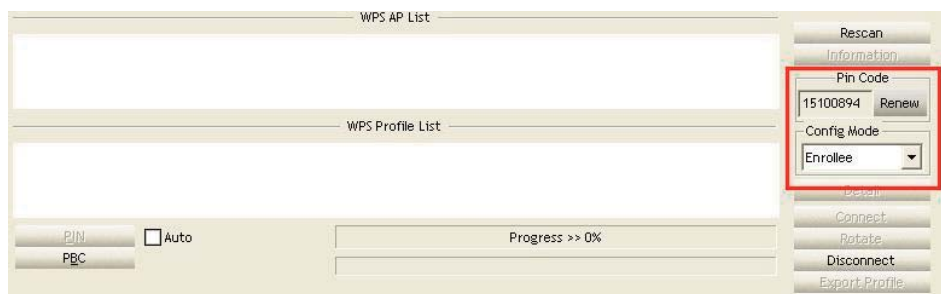 WPS AP List
Rescan
Information
Pin Code
15100894 Renew
WPS Profile List
Config Mode
Enrollee
Detail
Connect
PIN Auto Progress >> 0% Rotate
PBC Disconnect
Export Profile